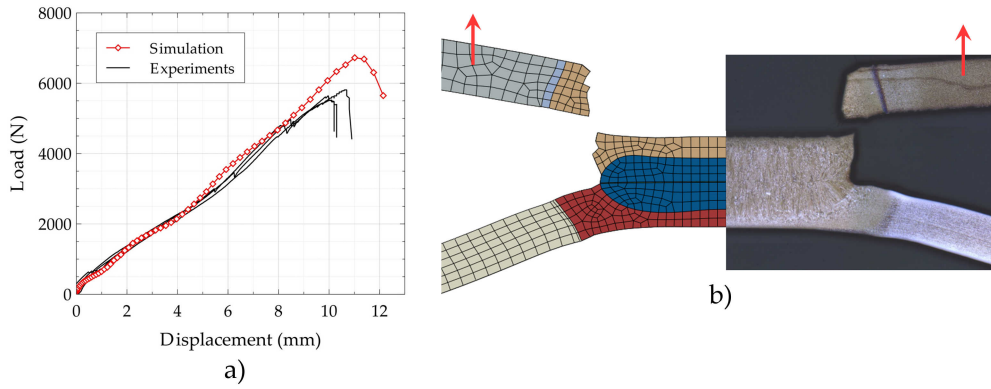 a)
8000
6000
4000
2000
0
Load (N)
Simulation
Experiments
0 2 4 6 8 10 12
Displacement (mm)
a)
b)